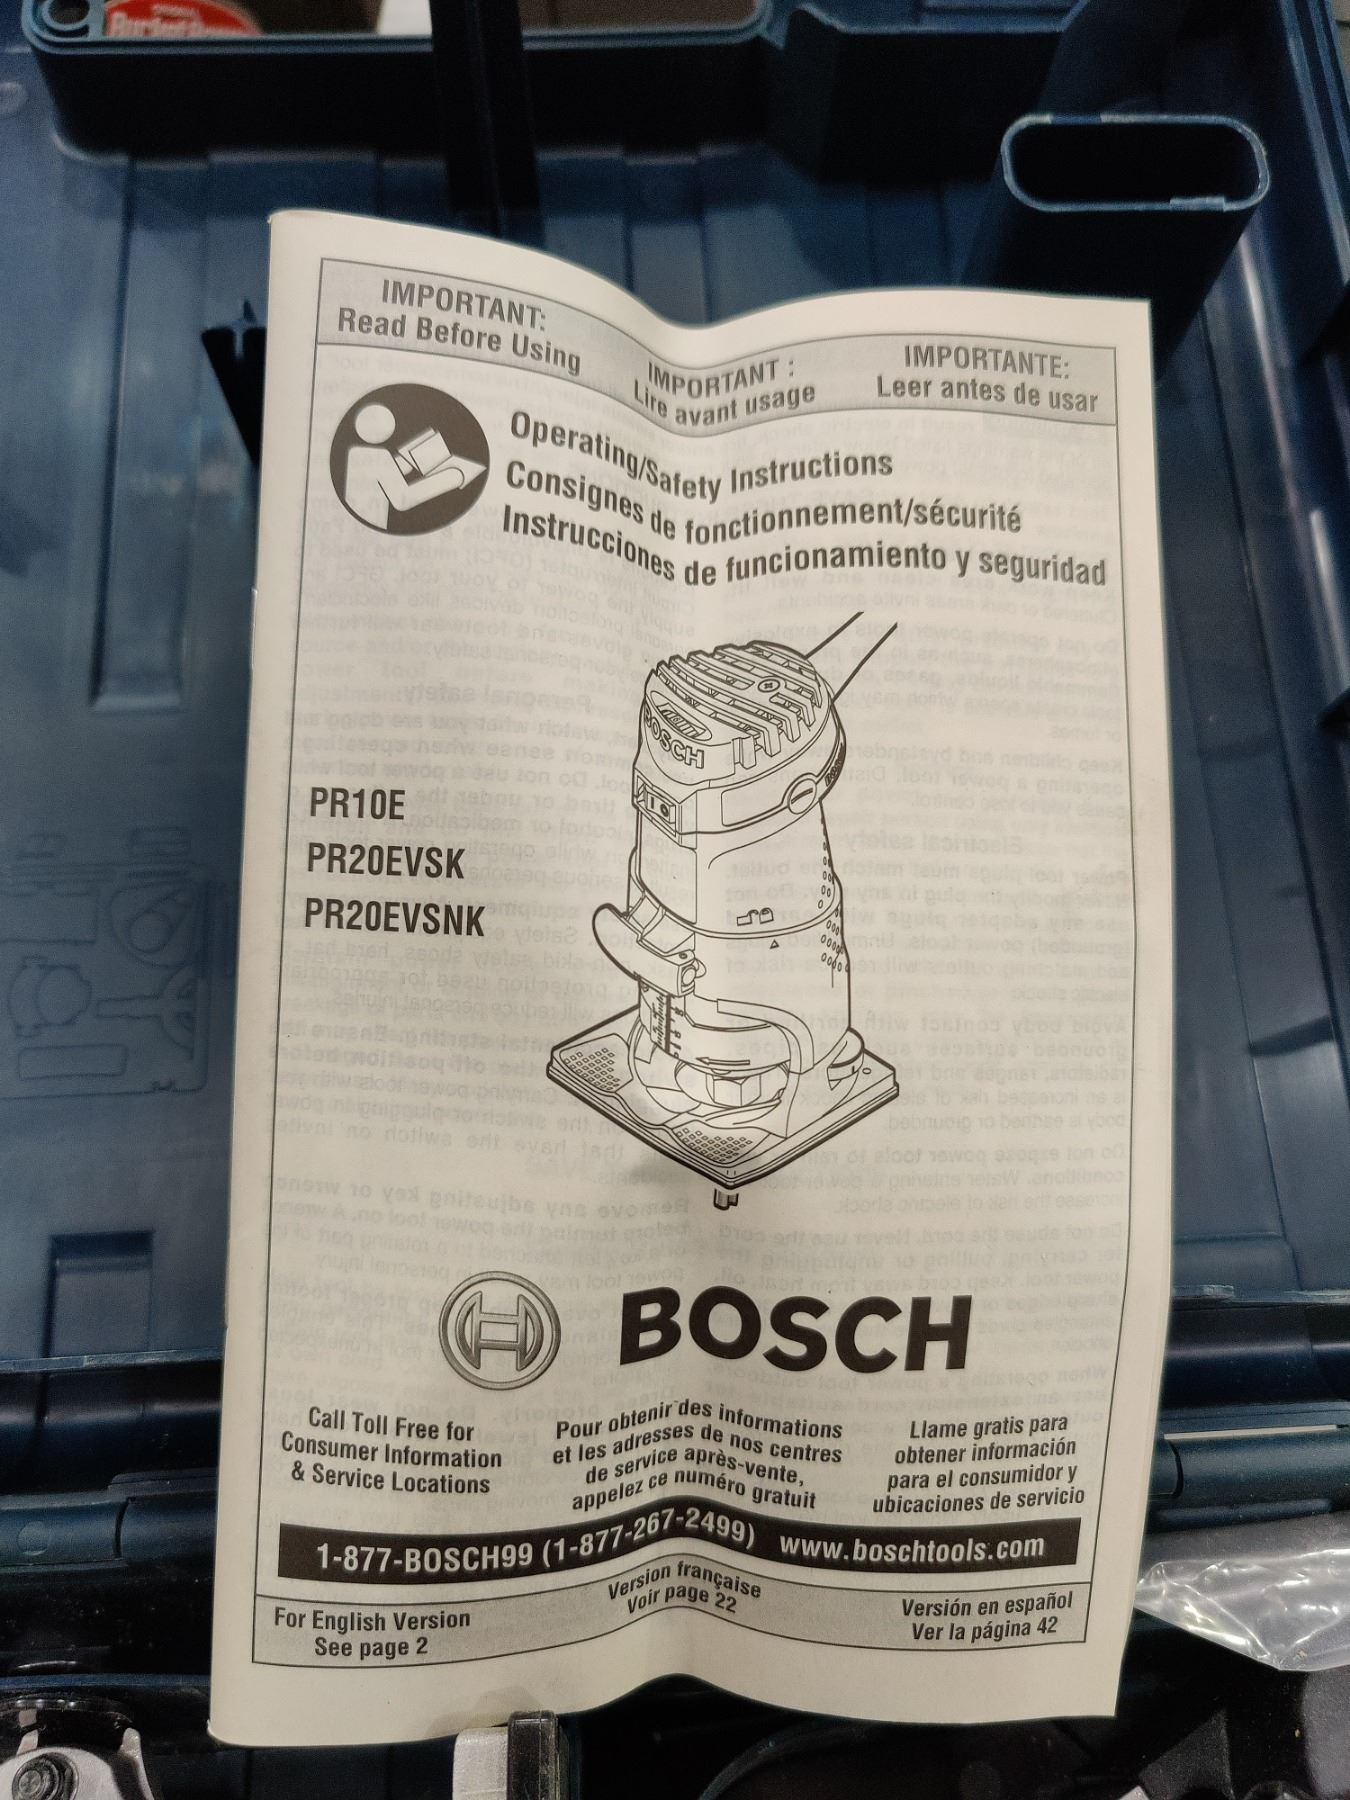 IMPORTANT:
Read Before Using
IMPORTANT :
Lire avant usage
IMPORTANTE:
Leer antes de usar
Operating/Safety Instructions
Consignes de fonctionnement/sécurité
Instrucciones de funcionamiento y seguridad
BOSCH
PR10E
PR20EVSK
PR20EVSNK
BOSCH
Call Toll Free for
Consumer Information
& Service Locations
Pour obtenir des informations
et les adresses de nos centres
de service après-vente,
appelez ce numéro gratuit
Llame gratis para
obtener información
para el consumidor y
ubicaciones de servicio
1-877-BOSCH99 (1-877-267-2499) www.boschtools.com
For English Version
See page 2
Version française
Voir page 22
Versión en español
Ver la página 42